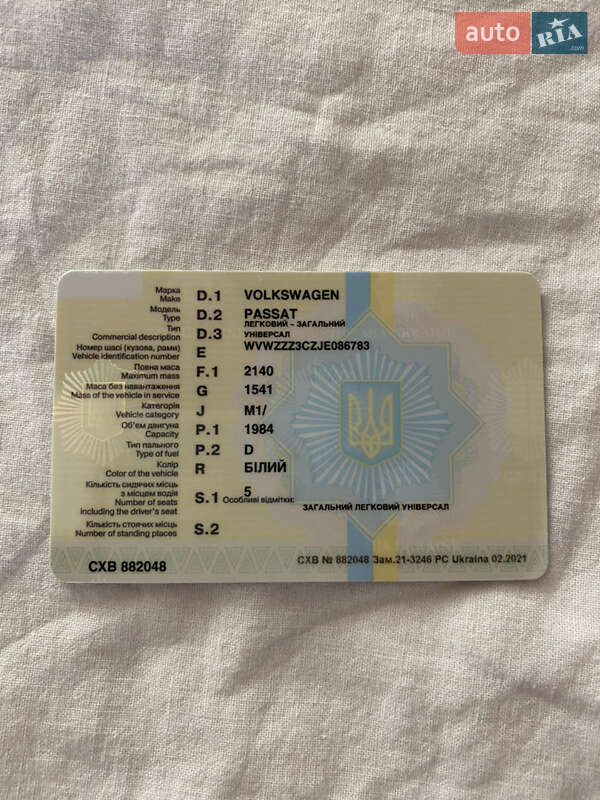 auto RIA .com
Марка
Make D.1 VOLKSWAGEN
Модель
Type D.2 PASSAT
Тип
Commercial description D.3 ЛЕГКОВИЙ – ЗАГАЛЬНИЙ
УНІВЕРСАЛ
Номер шасі (кузова, рами)
Vehicle identification number E WVWZZZ3CZJE086783
Повна маса
Maximum mass F.1 2140
Маса без навантаження
Mass of the vehicle in service G 1541
Категорія
Vehicle category J M1/
Об'єм двигуна
Capacity P.1 1984
Тип пального
Type of fuel P.2 D
Колір
Color of the vehicle R БІЛИЙ
Кількість сидячих місць
з місцем водія
Number of seats
including the driver's seat S.1 5 Особливі відмітки:
ЗАГАЛЬНИЙ ЛЕГКОВИЙ УНІВЕРСАЛ
Кількість стоячих місць
Number of standing places S.2
СХВ 882048
СХВ № 882048 Зам.21-3246 PC Ukraina 02.2021